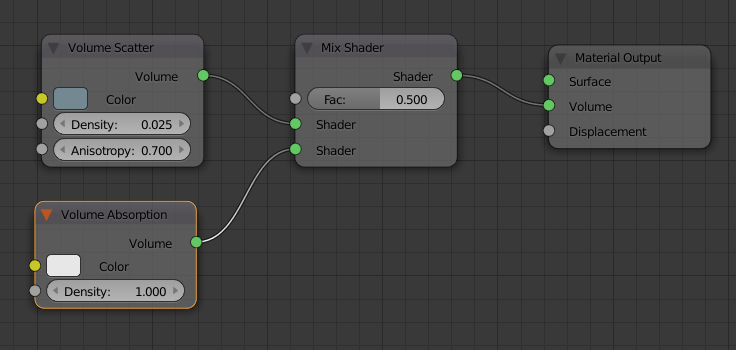 Volume Scatter
Volume
Color
Density: 0.025
Anisotropy: 0.700
Volume Absorption
Volume
Color
Density: 1.000
Mix Shader
Shader
Fac: 0.500
Shader
Shader
Material Output
Surface
Volume
Displacement